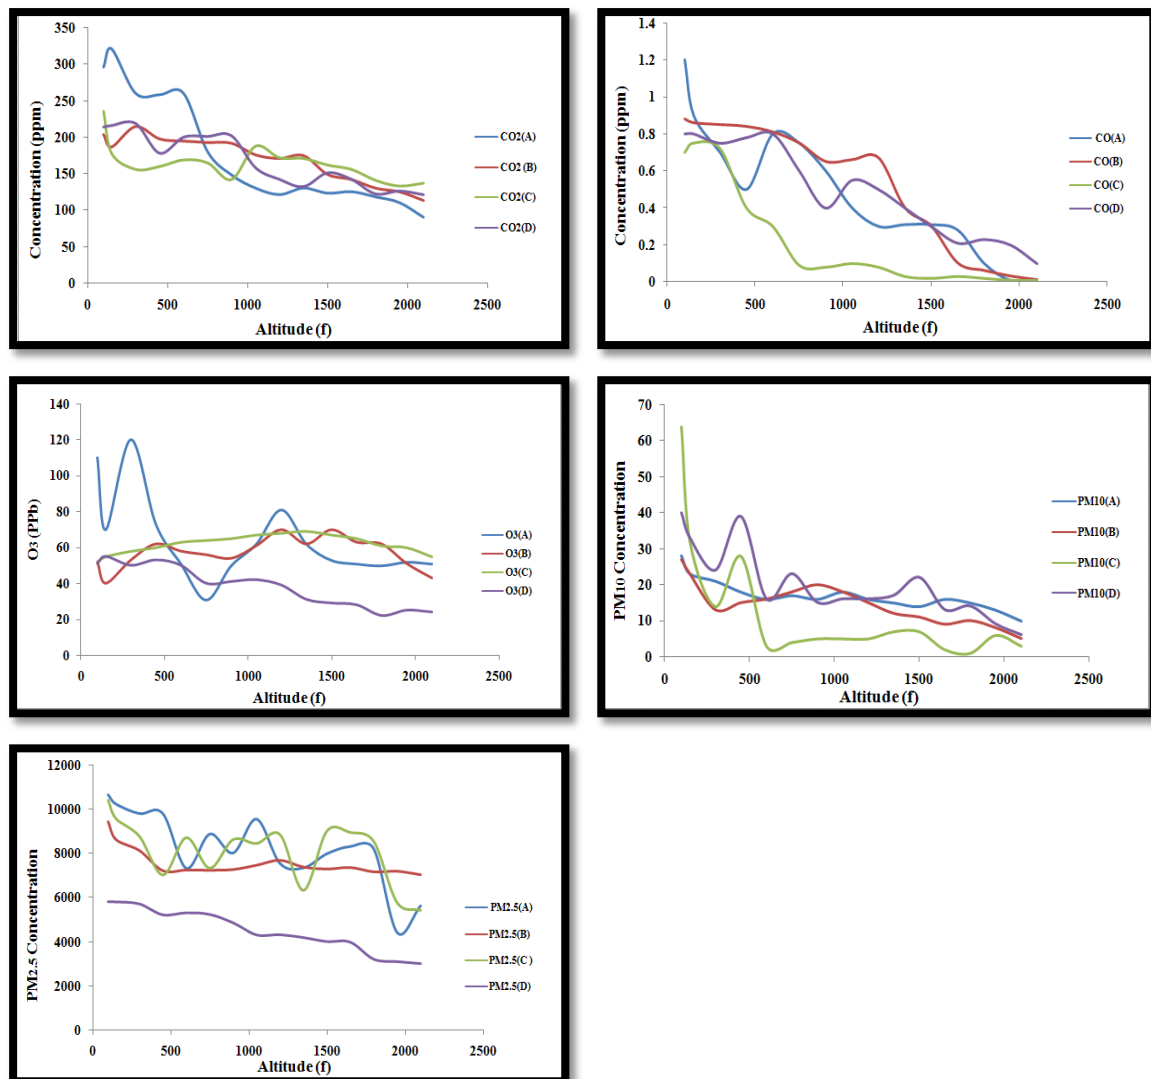 350
300
250
200
150
100
50
0
0 500 1000 1500 2000 2500
Concentration (ppm)
Altitude (f)
CO2(A)
CO2 (B)
CO2(C)
CO2(D)
1.4
1.2
1
0.8
0.6
0.4
0.2
0
0 500 1000 1500 2000 2500
Concentration (ppm)
Altitude (f)
CO(A)
CO(B)
CO(C)
CO(D)
140
120
100
80
60
40
20
0
0 500 1000 1500 2000 2500
O3 (PPb)
Altitude (f)
O3(A)
O3(B)
O3(C)
O3(D)
70
60
50
40
30
20
10
0
0 500 1000 1500 2000 2500
PM10 Concentration
Altitude (f)
PM10(A)
PM10(B)
PM10(C)
PM10(D)
12000
10000
8000
6000
4000
2000
0
0 500 1000 1500 2000 2500
PM2.5 Concentration
Altitude (f)
PM2.5(A)
PM2.5(B)
PM2.5(C )
PM2.5(D)